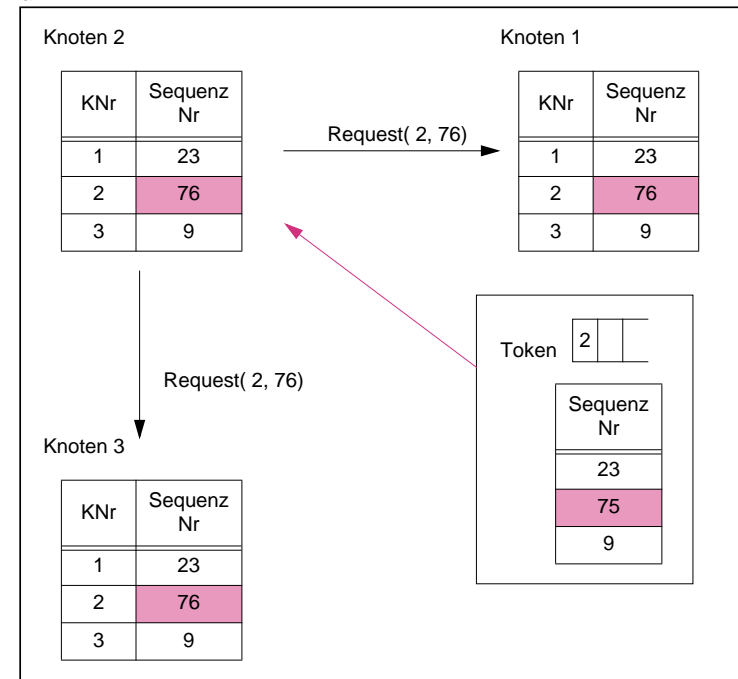 Knoten 2
KNr Sequenz
Nr
1 23
2 76
3 9
Request( 2, 76)
Knoten 1
KNr Sequenz
Nr
1 23
2 76
3 9
Request( 2, 76)
Token 2
Sequenz
Nr
23
75
9
Knoten 3
KNr Sequenz
Nr
1 23
2 76
3 9